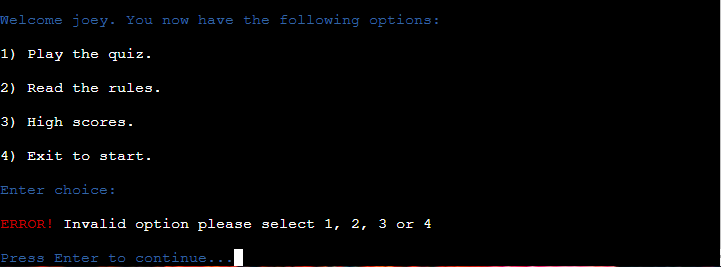 Welcome joey. You now have the following options:
1) Play the quiz.
2) Read the rules.
3) High scores.
4) Exit to start.
Enter choice:
ERROR! Invalid option please select 1, 2, 3 or 4
Press Enter to continue...